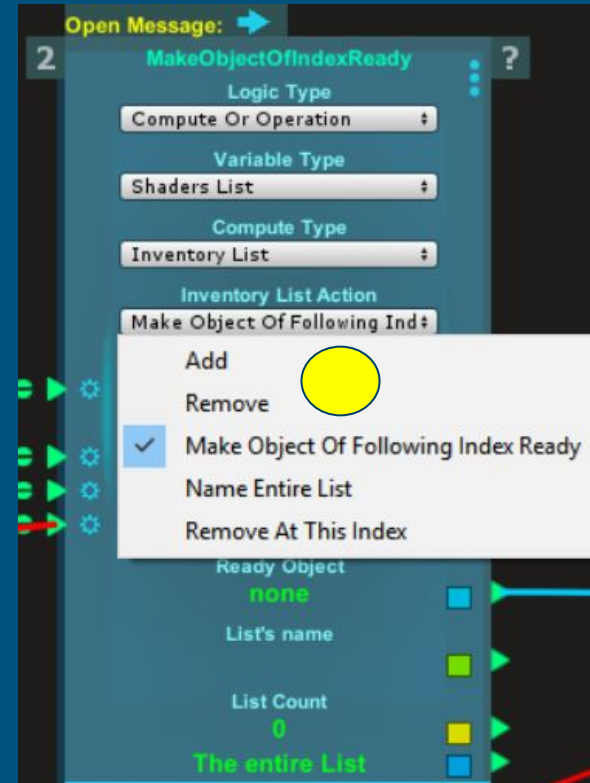 Open Message:
2 MakeObjectOfIndexReady ?
Logic Type
Compute Or Operation
Variable Type
Shaders List
Compute Type
Inventory List
Inventory List Action
Make Object Of Following Ind
Add
Remove
Make Object Of Following Index Ready
Name Entire List
Remove At This Index
Ready Object
none
List's name
List Count
0
The entire List